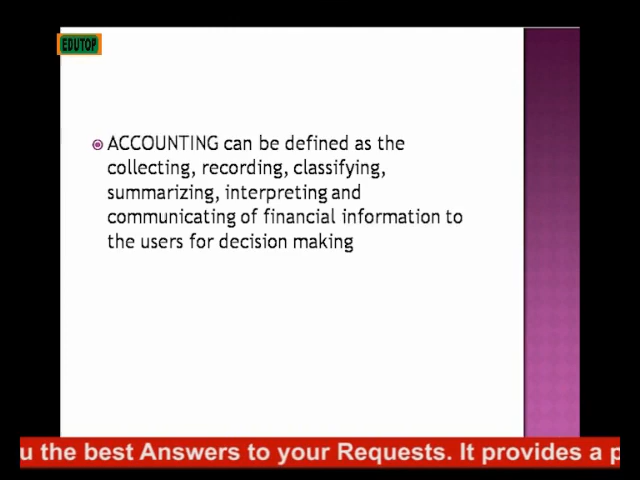 EDUTOP
ACCOUNTING can be defined as the
collecting, recording, classifying,
summarizing, interpreting and
communicating of financial information to
the users for decision making
u the best Answers to your Requests. It provides a p